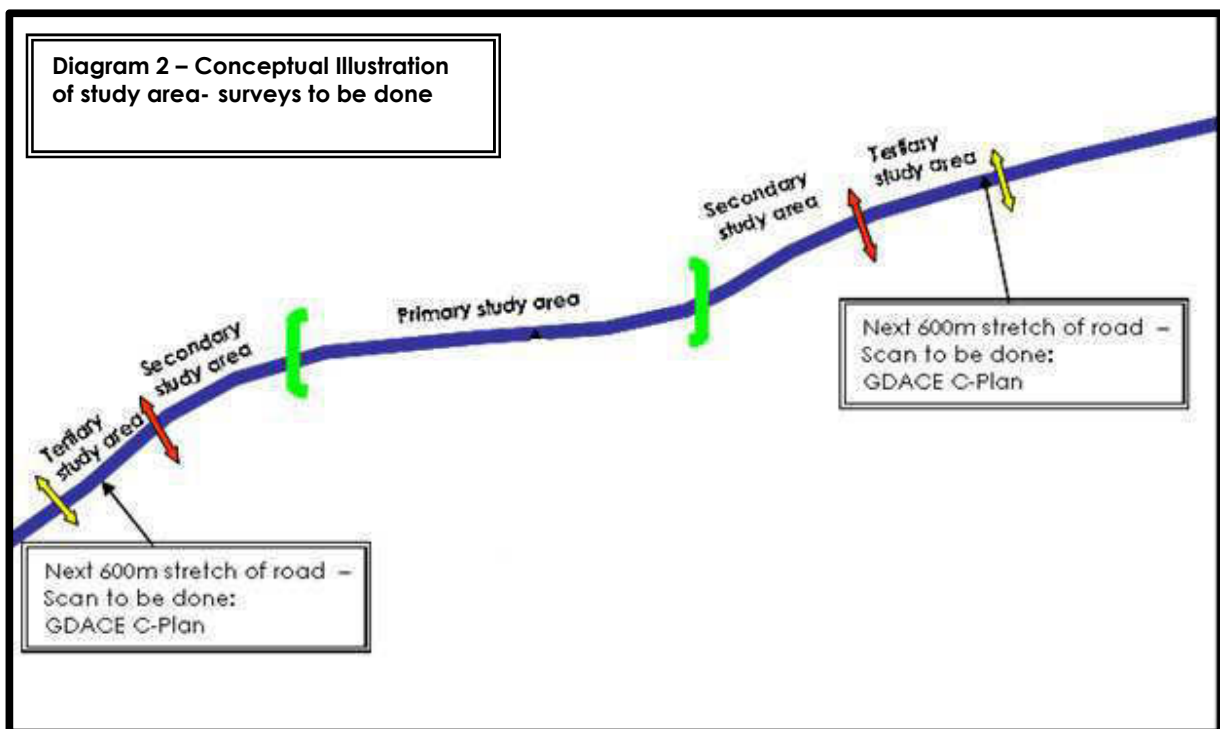 Diagram 2 – Conceptual Illustration
of study area- surveys to be done
Tertiary
study area
Secondary
study area
Primary study area
Secondary
study area
Tertiary
study area
Next 600m stretch of road –
Scan to be done:
GDACE C-Plan
Next 600m stretch of road –
Scan to be done:
GDACE C-Plan